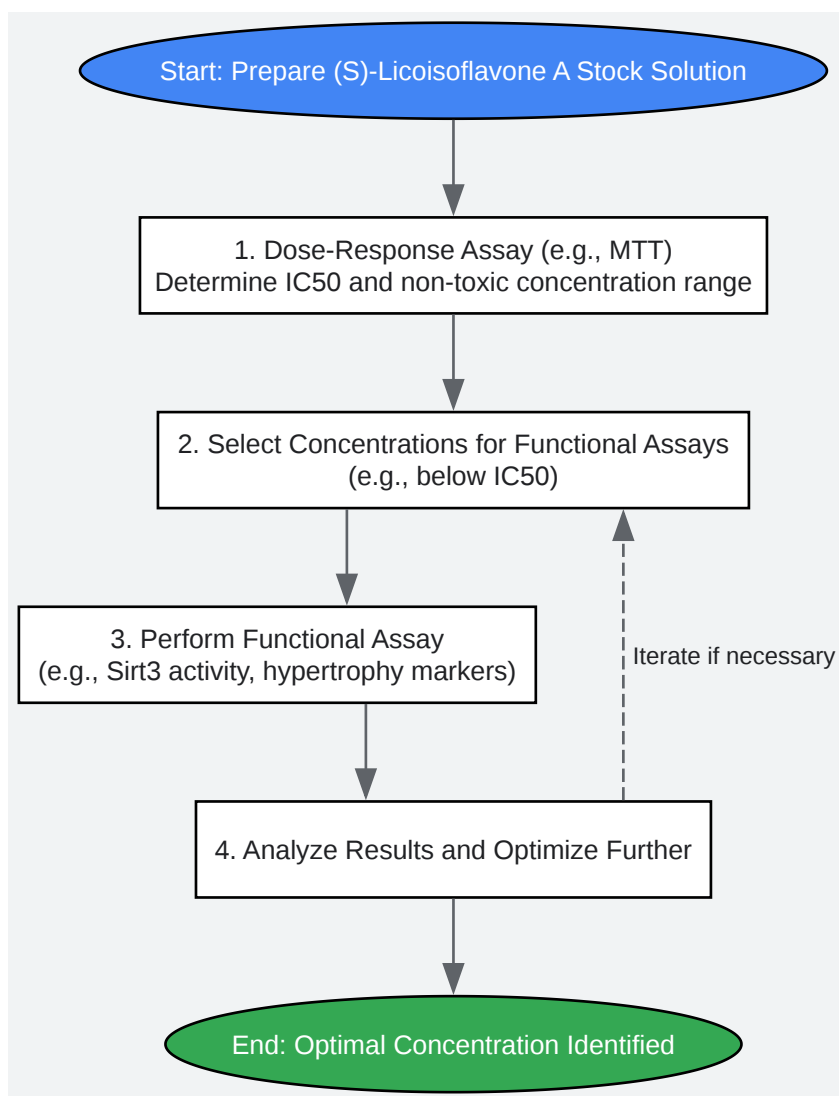 Start: Prepare (S)-Licoisoflavone A Stock Solution
1. Dose-Response Assay (e.g., MTT)
Determine IC50 and non-toxic concentration range
2. Select Concentrations for Functional Assays
(e.g., below IC50)
3. Perform Functional Assay
(e.g., Sirt3 activity, hypertrophy markers)
Iterate if necessary
4. Analyze Results and Optimize Further
End: Optimal Concentration Identified